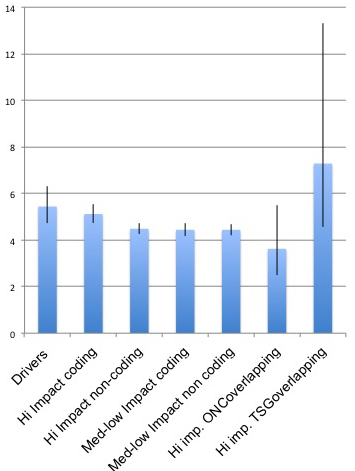 14
12
10
8
6
4
2
0
Drivers
Hi Impact coding
Hi Impact non-coding
Med-low Impact coding
Med-low Impact non coding
Hi imp. ONCoverlapping
Hi imp. TSGoverlapping